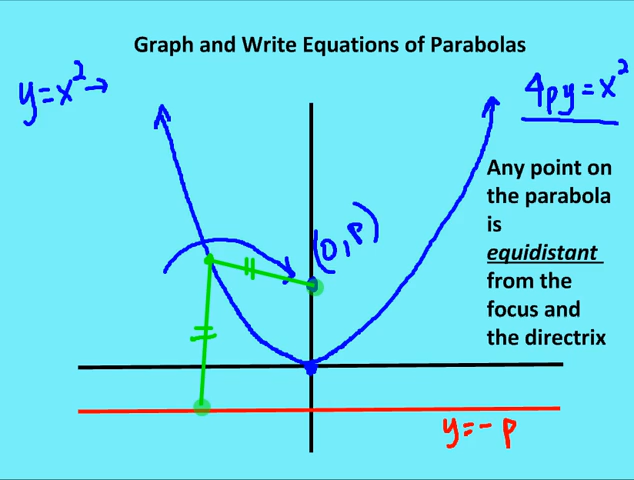 Graph and Write Equations of Parabolas
y=x² →
4py=x²
(0, P)
Any point on
the parabola
is
equidistant
from the
focus and
the directrix
y=-p